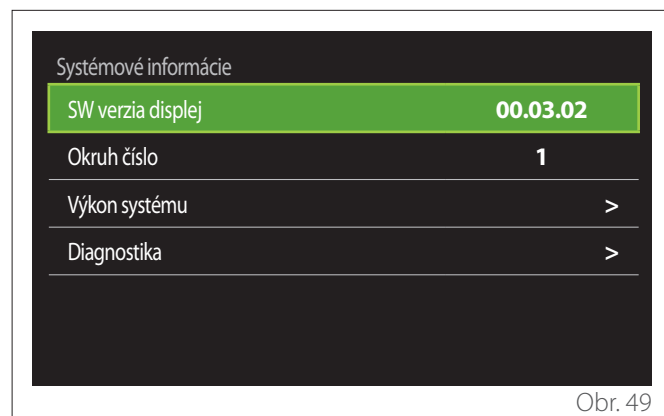 Systémové informácie
SW verzia displej 00.03.02
Okruh číslo 1
Výkon systému >
Diagnostika >
Obr. 49